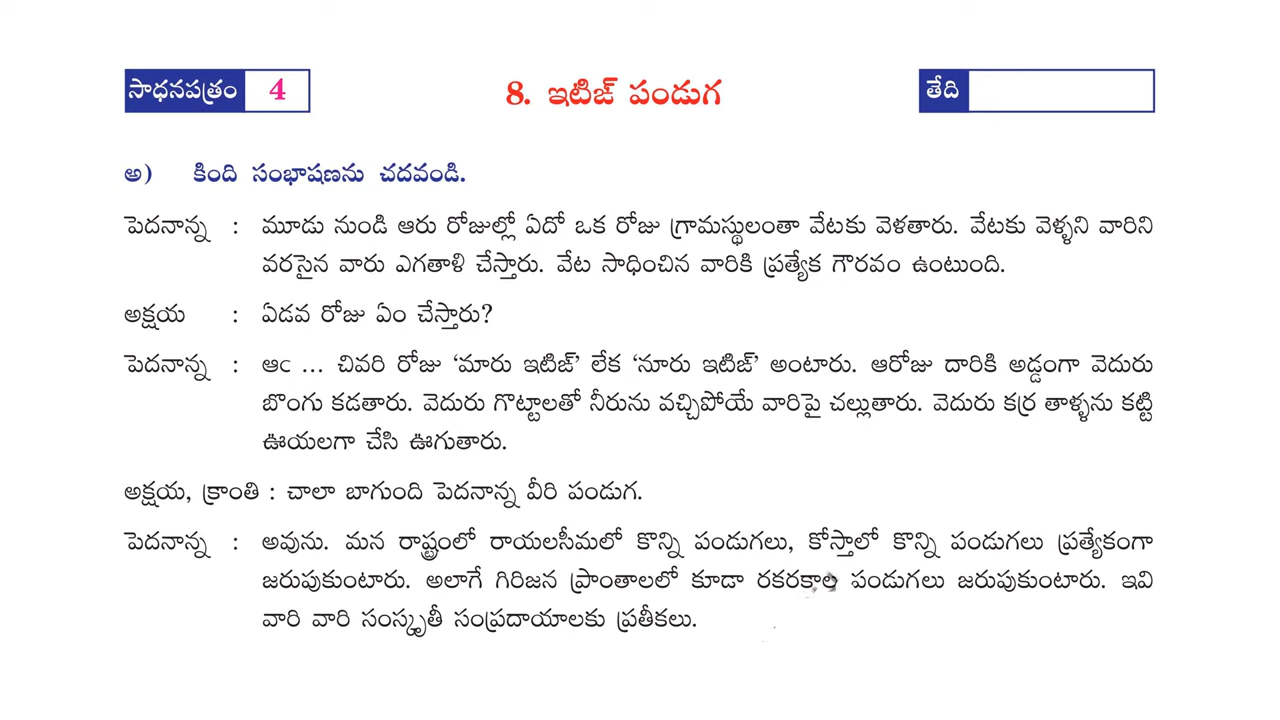 సాధనపత్రం 4 8. ఇటిజ్ పండుగ తేది
అ) కింది సంభాషణను చదవండి.
పెదనాన్న : మూడు నుండి ఆరు రోజుల్లో ఏదో ఒక రోజు గ్రామస్థులంతా వేటకు వెళతారు. వేటకు వెళ్ళని వారిని
వరసైన వారు ఎగతాళి చేస్తారు. వేట సాధించిన వారికి ప్రత్యేక గౌరవం ఉంటుంది.
అక్షయ : ఏడవ రోజు ఏం చేస్తారు?
పెదనాన్న : ఆఁ ... చివరి రోజు ‘మారు ఇటిజ్’ లేక ‘నూరు ఇటిజ్’ అంటారు. ఆరోజు దారికి అడ్డంగా వెదురు
బొంగు కడతారు. వెదురు గొట్టాలతో నీరును వచ్చిపోయే వారిపై చల్లుతారు. వెదురు కర్ర తాళ్ళను కట్టి
ఊయలగా చేసి ఊగుతారు.
అక్షయ, క్రాంతి : చాలా బాగుంది పెదనాన్న వీరి పండుగ.
పెదనాన్న : అవును. మన రాష్ట్రంలో రాయలసీమలో కొన్ని పండుగలు, కోస్తాలో కొన్ని పండుగలు ప్రత్యేకంగా
జరుపుకుంటారు. అలాగే గిరిజన ప్రాంతాలలో కూడా రకరకాల పండుగలు జరుపుకుంటారు. ఇవి
వారి వారి సంస్కృతీ సంప్రదాయాలకు ప్రతీకలు.